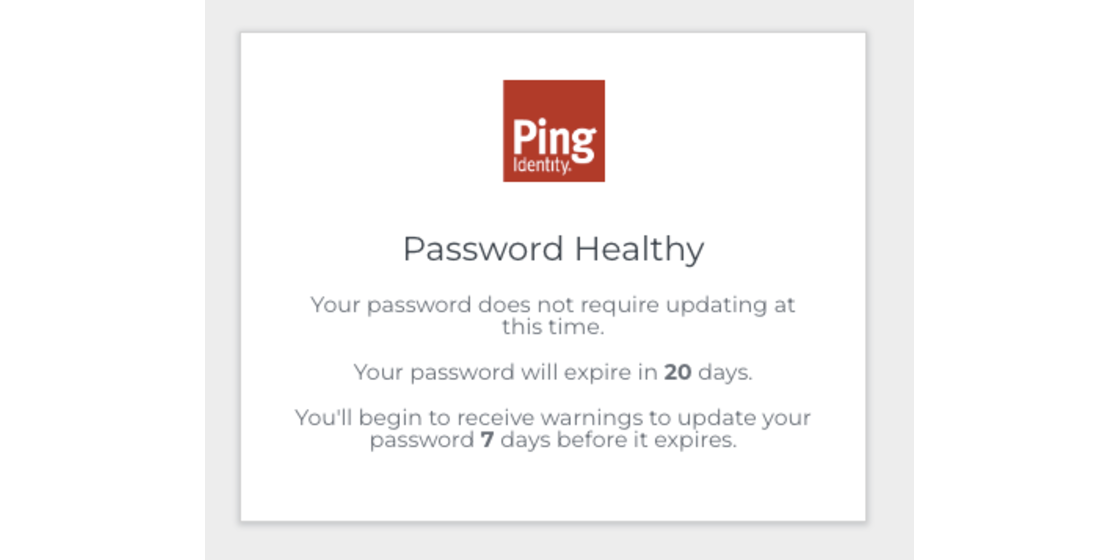 Ping
Identity.
Password Healthy
Your password does not require updating at
this time.
Your password will expire in 20 days.
You'll begin to receive warnings to update your
password 7 days before it expires.